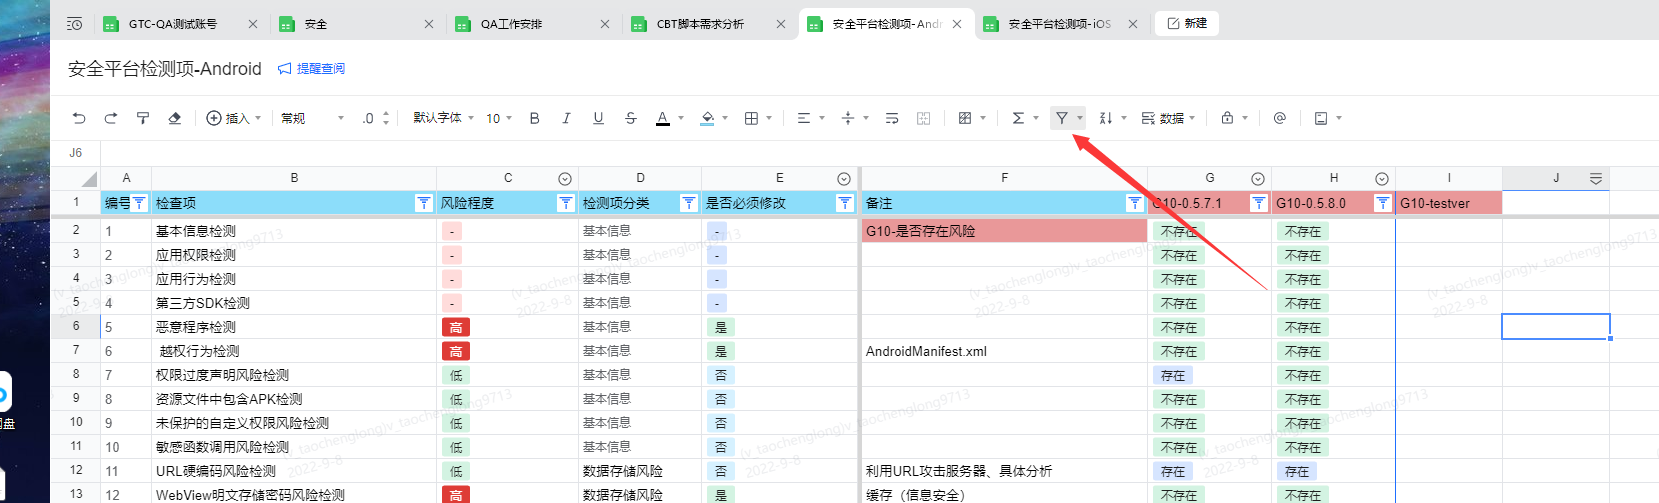 GTC-QA测试账号 安全 QA工作安排 CBT脚本需求分析 安全平台检测项-Andr 安全平台检测项-iOS 新建
安全平台检测项-Android 提醒查阅
插入 常规 .0 默认字体 10 B I U S A Σ 数据 @
J6
A B C D E F G H I J
1 编号 检查项 风险程度 检测项分类 是否必须修改 备注 G10-0.5.7.1 G10-0.5.8.0 G10-testver
2 1 基本信息检测 - 基本信息 - G10-是否存在风险 不存在 不存在
3 2 应用权限检测 - 基本信息 - 不存在 不存在
4 3 应用行为检测 - 基本信息 - 不存在 不存在
5 4 第三方SDK检测 - 基本信息 - 不存在 不存在
6 5 恶意程序检测 高 基本信息 是 不存在 不存在
7 6 越权行为检测 高 基本信息 是 AndroidManifest.xml 不存在 不存在
8 7 权限过度声明风险检测 低 基本信息 否 存在 不存在
9 8 资源文件中包含APK检测 低 基本信息 否 不存在 不存在
10 9 未保护的自定义权限风险检测 低 基本信息 否 不存在 不存在
11 10 敏感函数调用风险检测 低 基本信息 否 不存在 不存在
12 11 URL硬编码风险检测 低 数据存储风险 否 利用URL攻击服务器、具体分析 存在 存在
13 12 WebView明文存储密码风险检测 高 数据存储风险 是 缓存（信息安全） 不存在 不存在